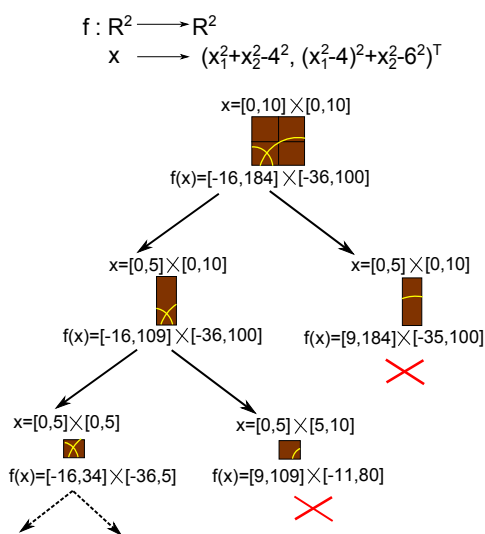 f : R² → R²
x → (x₁²+x₂²-4², (x₁²-4)²+x₂²-6²)ᵀ
x=[0,10]×[0,10]
f(x)=[-16,184]×[-36,100]
x=[0,5]×[0,10] x=[0,5]×[0,10]
f(x)=[-16,109]×[-36,100] f(x)=[9,184]×[-35,100]
x=[0,5]×[0,5] x=[0,5]×[5,10]
f(x)=[-16,34]×[-36,5] f(x)=[9,109]×[-11,80]